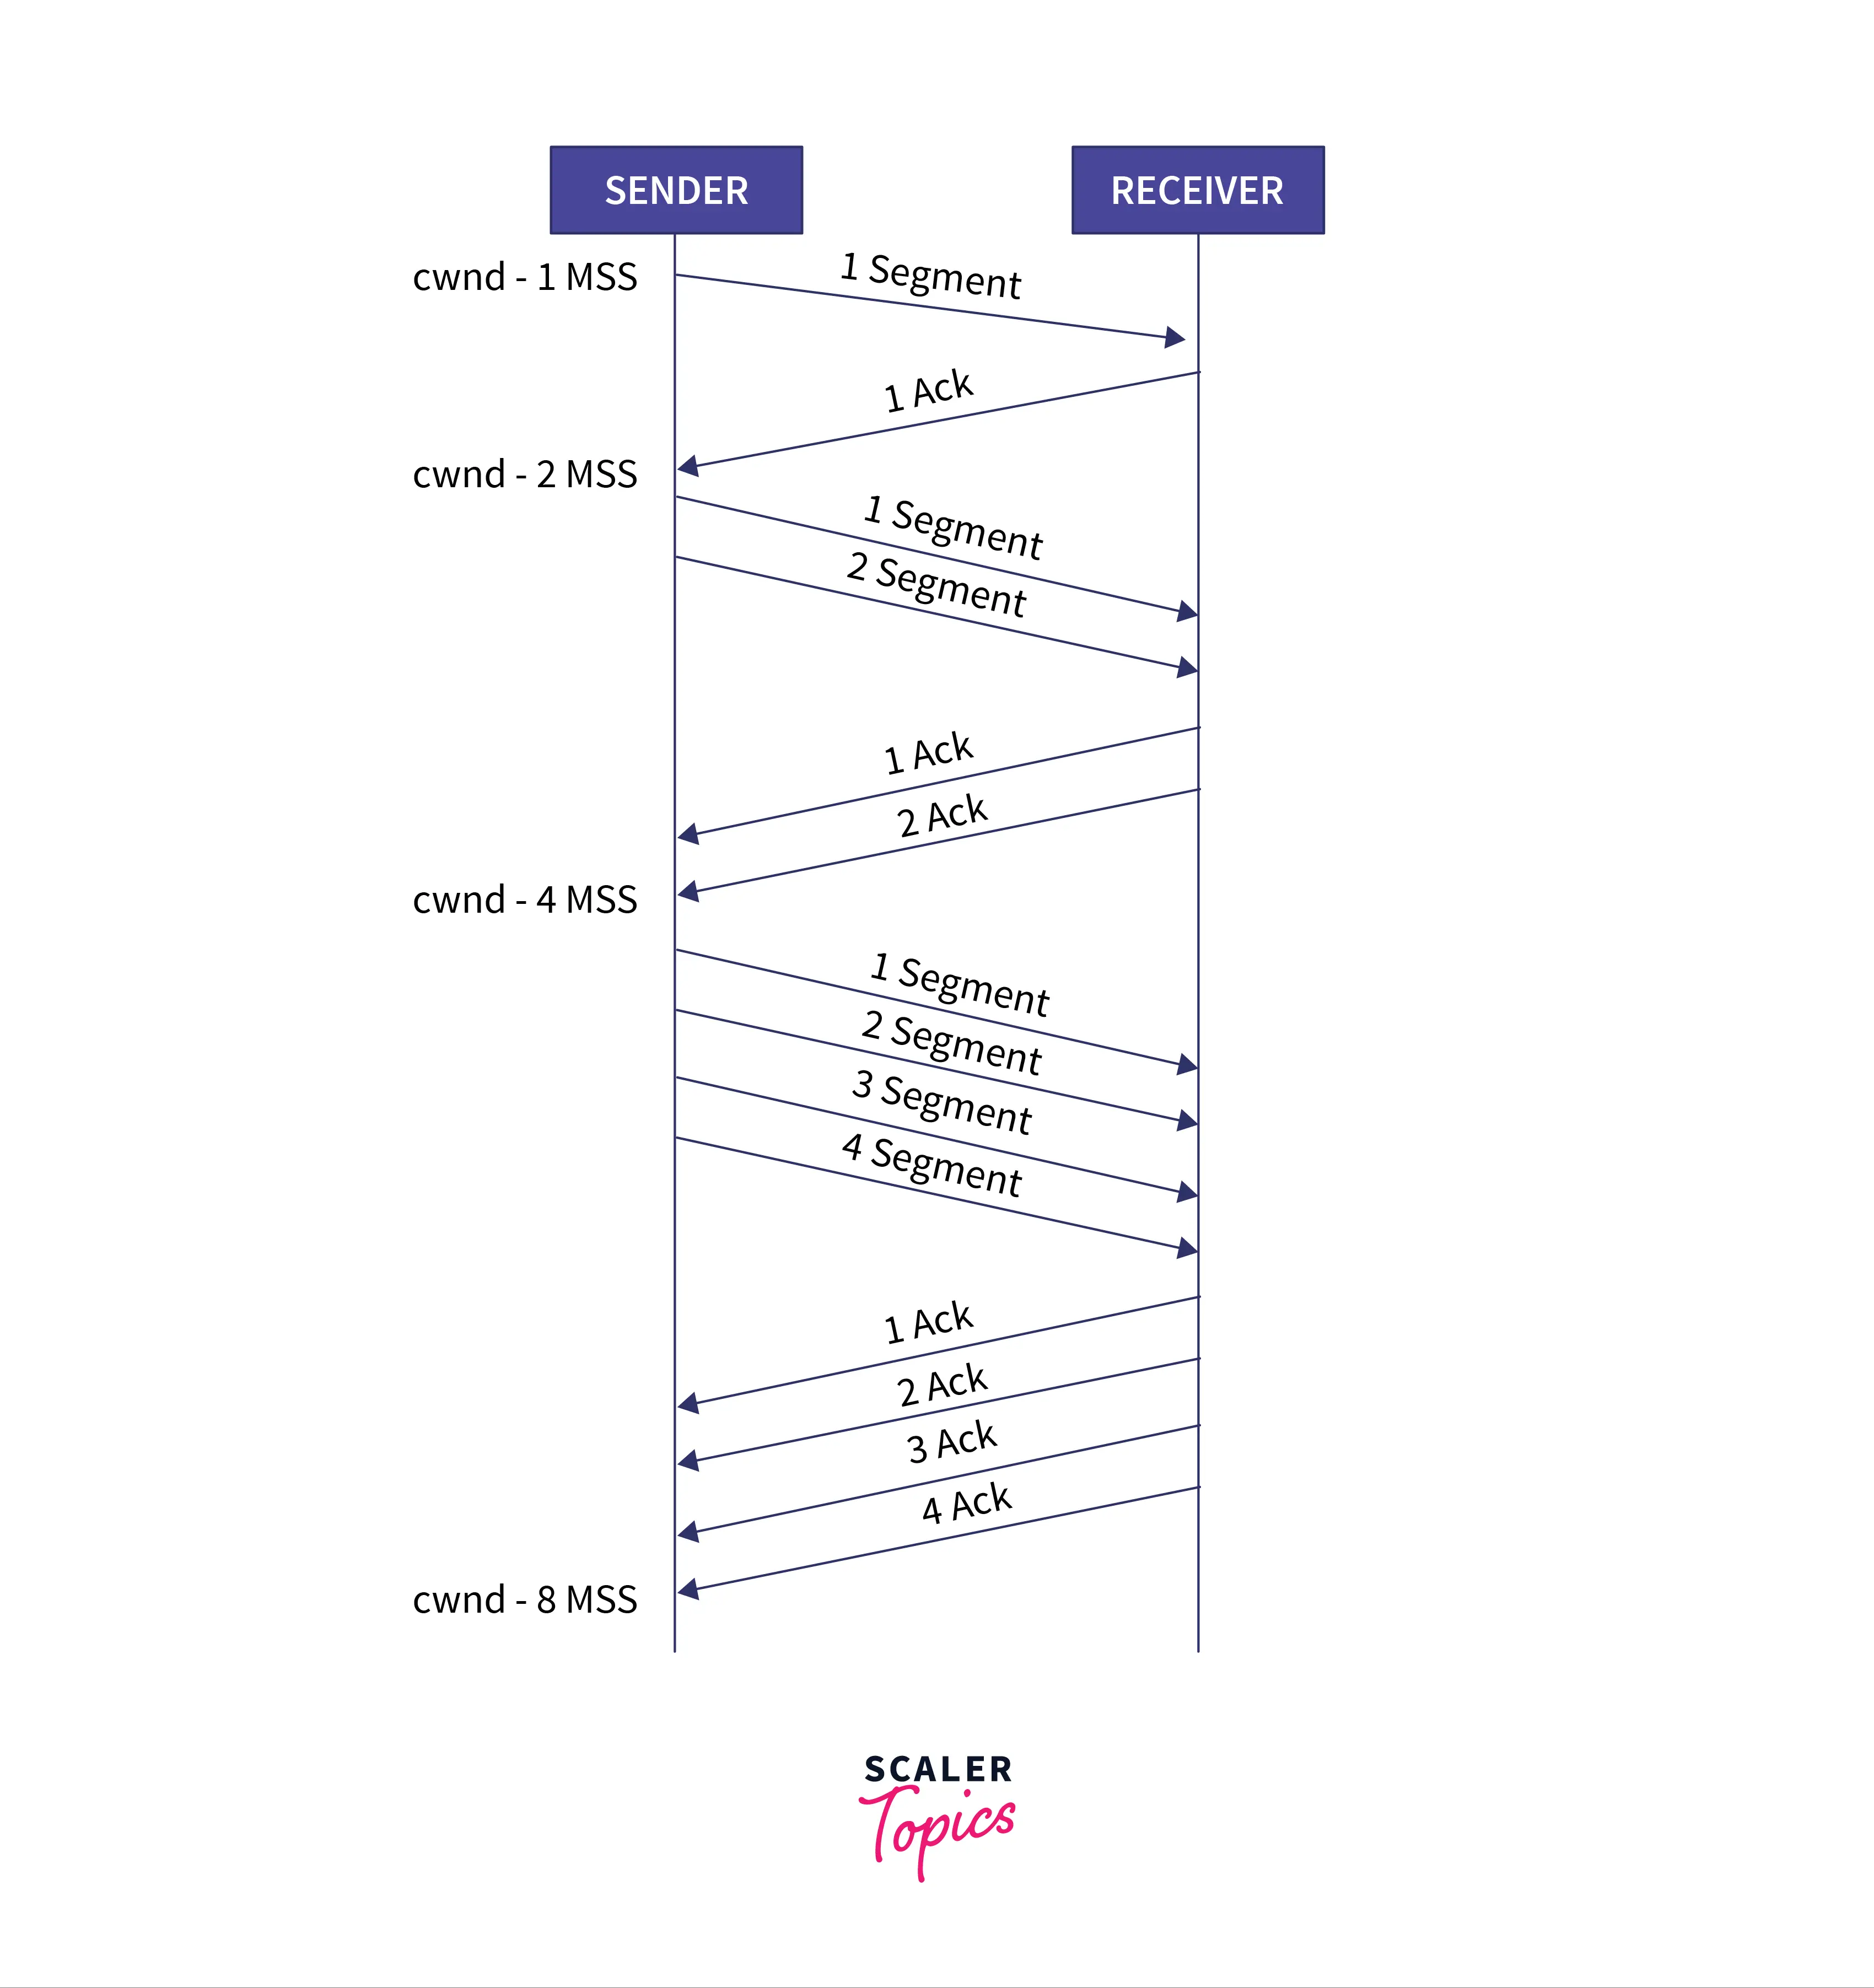 SENDER
RECEIVER
cwnd - 1 MSS
1 Segment
1 Ack
cwnd - 2 MSS
1 Segment
2 Segment
1 Ack
2 Ack
cwnd - 4 MSS
1 Segment
2 Segment
3 Segment
4 Segment
1 Ack
2 Ack
3 Ack
4 Ack
cwnd - 8 MSS
SCALER
Topics